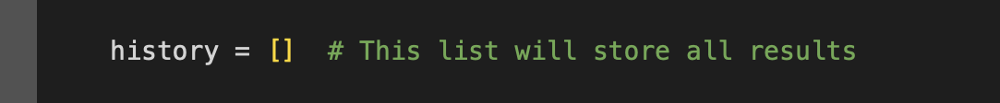 history = []  # This list will store all results